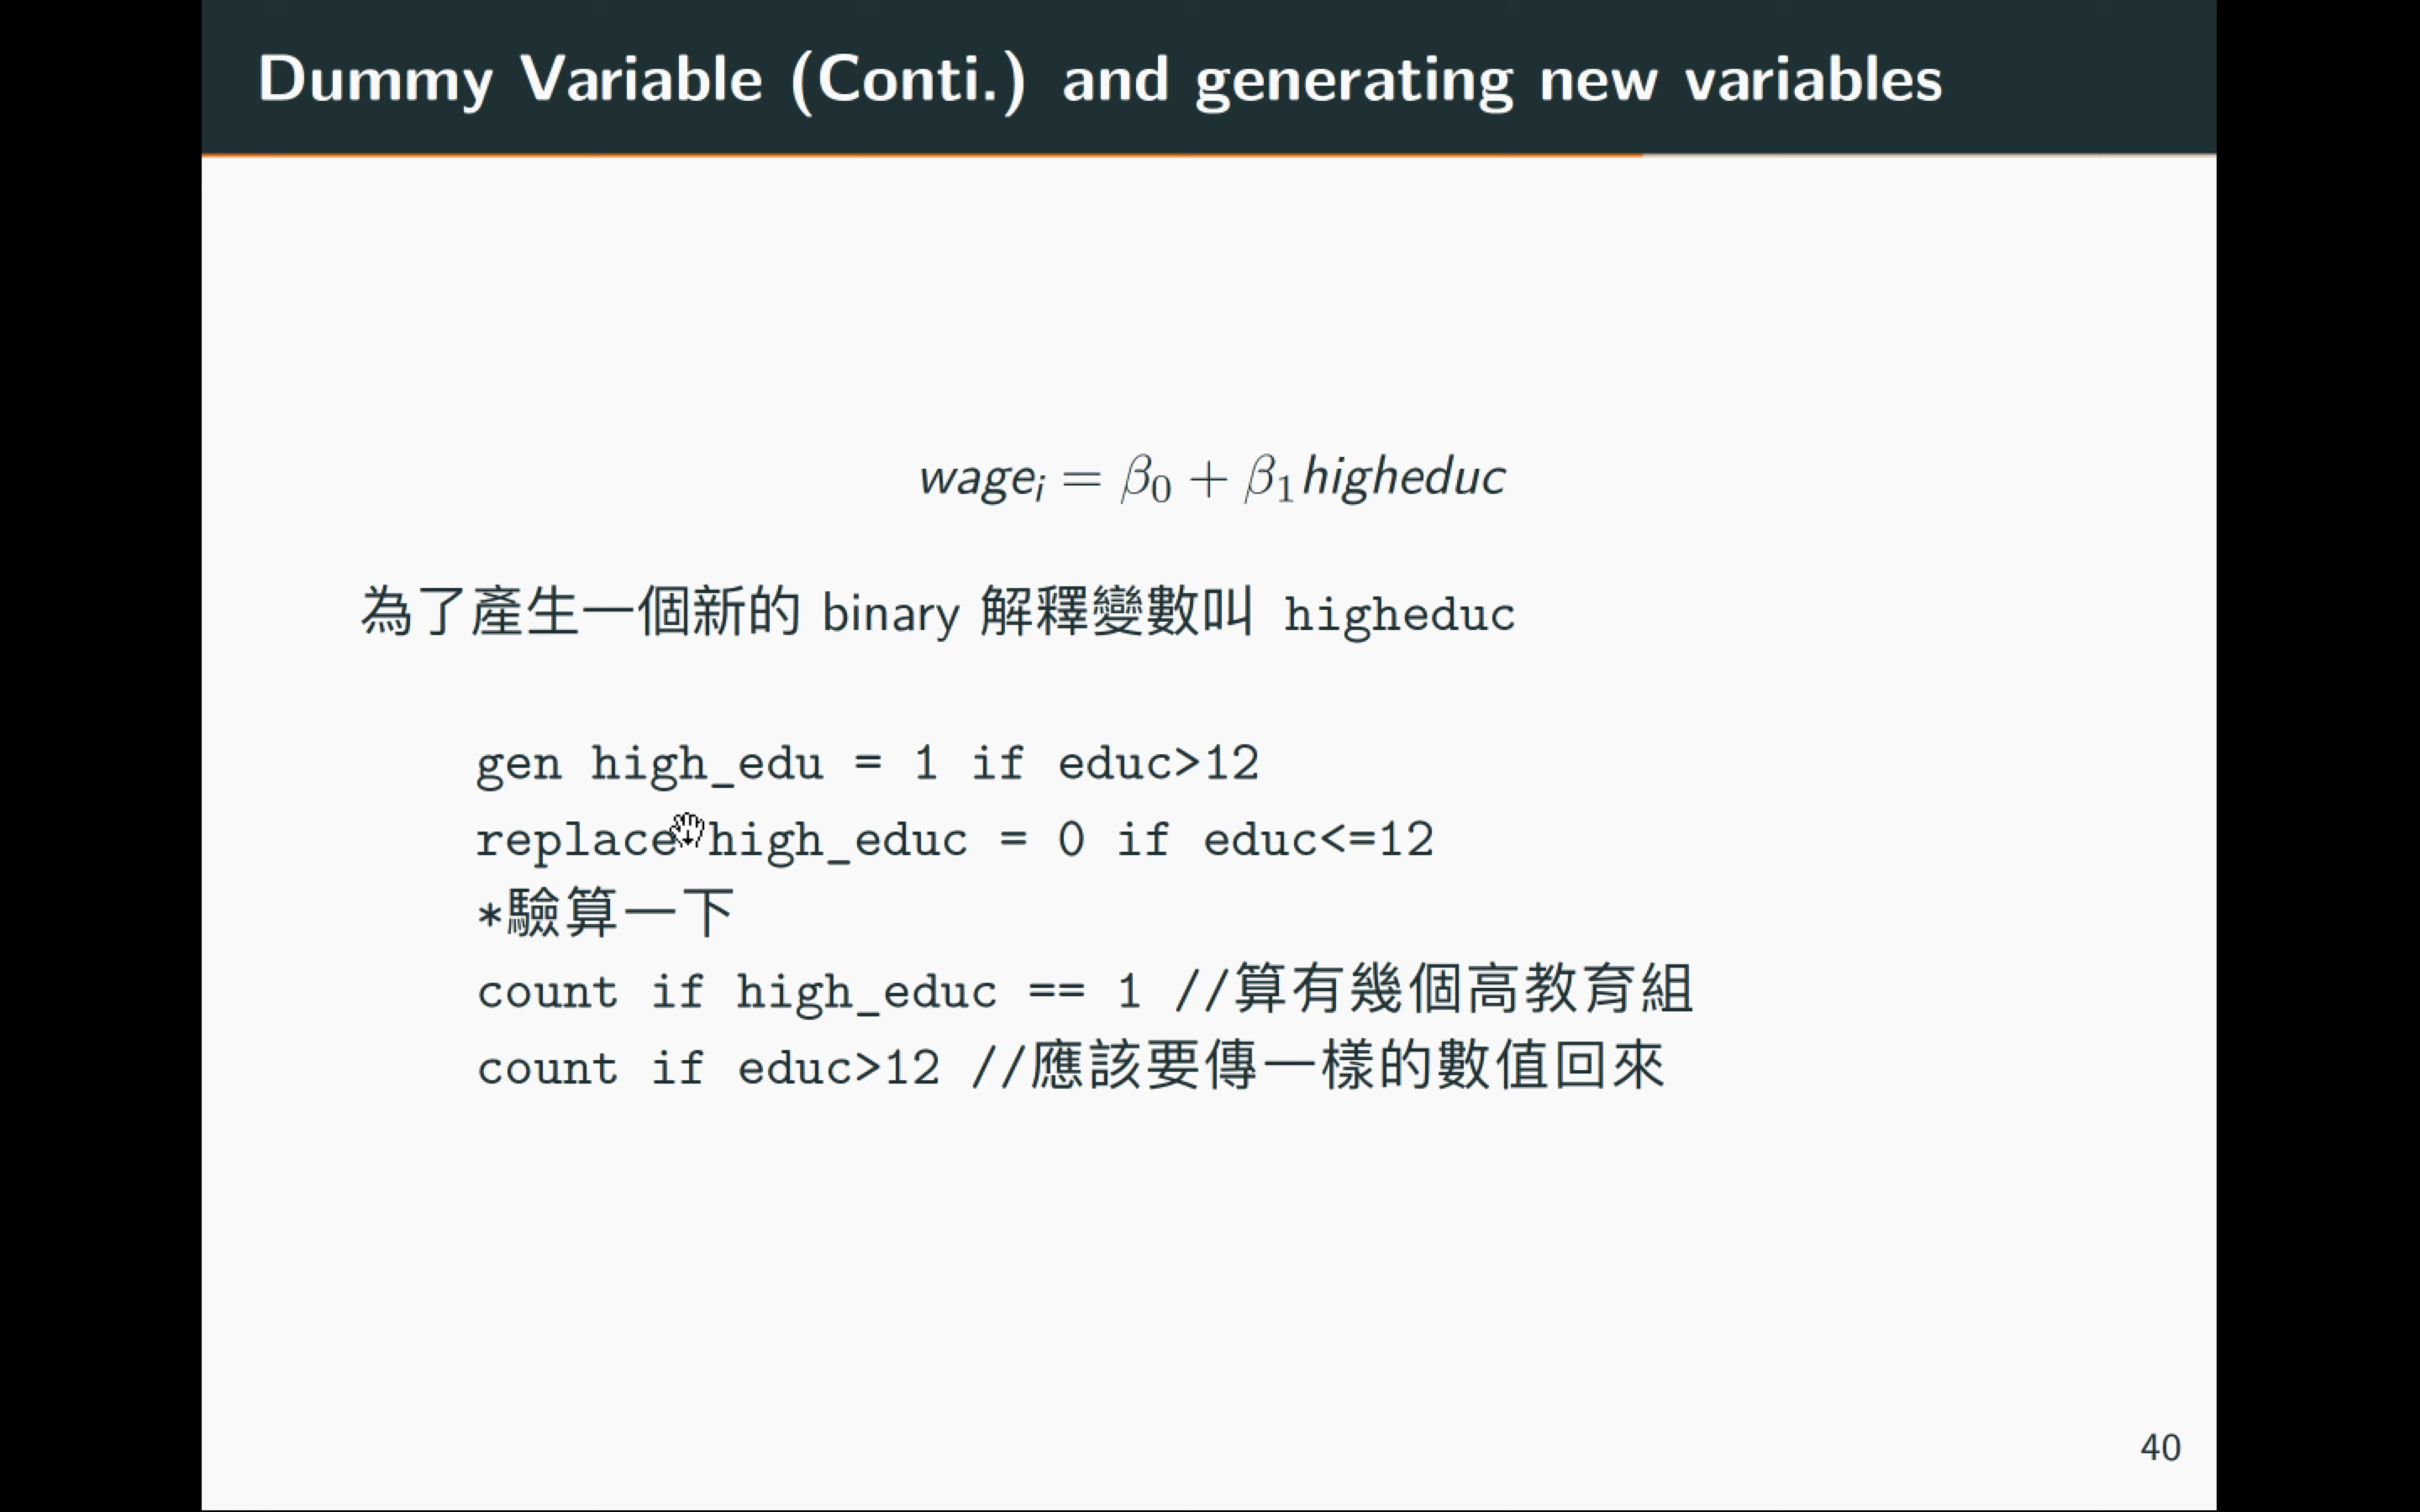 Dummy Variable (Conti.) and generating new variables
wageᵢ = β₀ + β₁higheduc
為了產生一個新的 binary 解釋變數叫 higheduc
gen high_edu = 1 if educ>12
replace high_educ = 0 if educ<=12
*驗算一下
count if high_educ == 1 //算有幾個高教育組
count if educ>12 //應該要傳一樣的數值回來
40